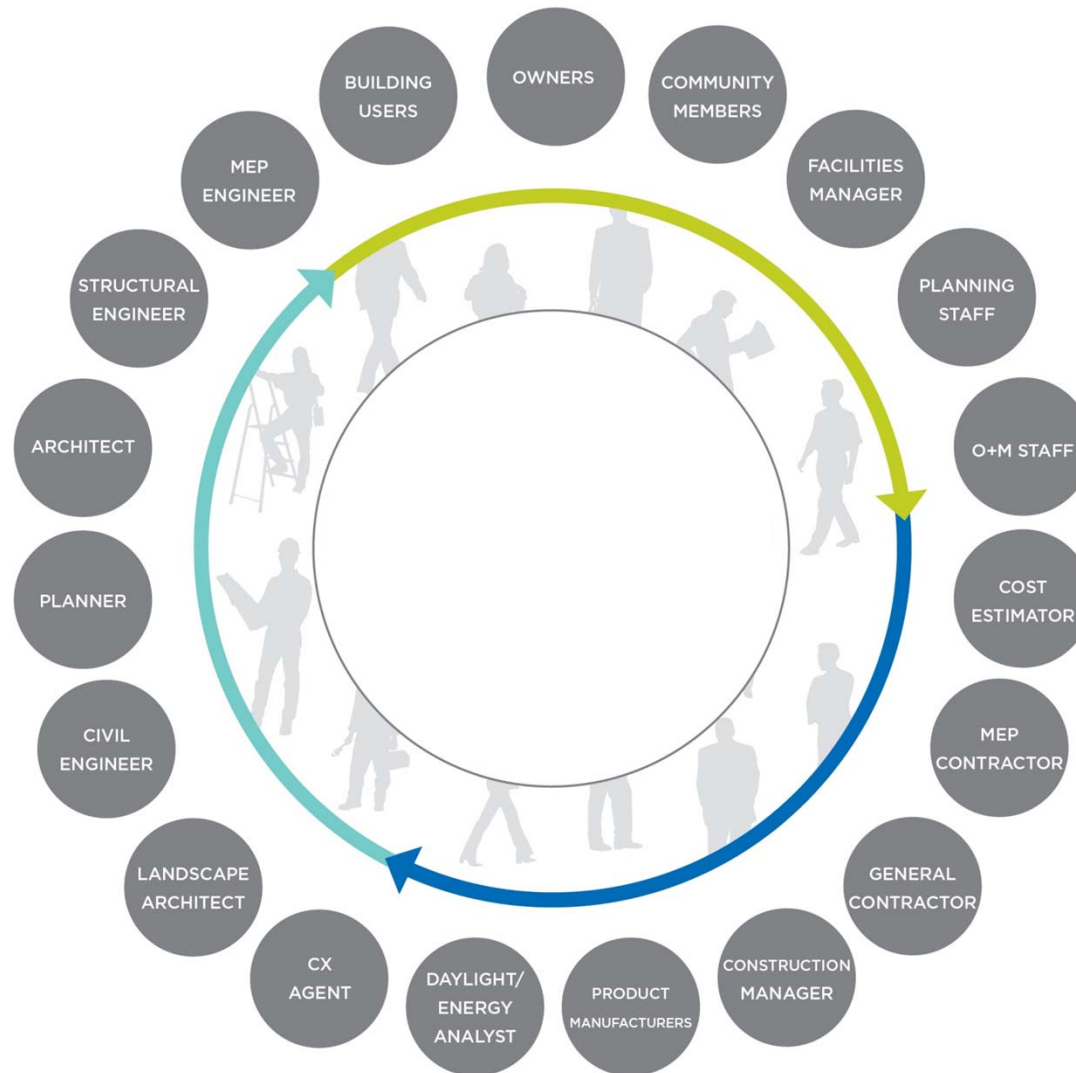 OWNERS
COMMUNITY
MEMBERS
FACILITIES
MANAGER
PLANNING
STAFF
O+M STAFF
COST
ESTIMATOR
MEP
CONTRACTOR
GENERAL
CONTRACTOR
CONSTRUCTION
MANAGER
PRODUCT
MANUFACTURERS
DAYLIGHT/
ENERGY
ANALYST
CX
AGENT
LANDSCAPE
ARCHITECT
CIVIL
ENGINEER
PLANNER
ARCHITECT
STRUCTURAL
ENGINEER
MEP
ENGINEER
BUILDING
USERS